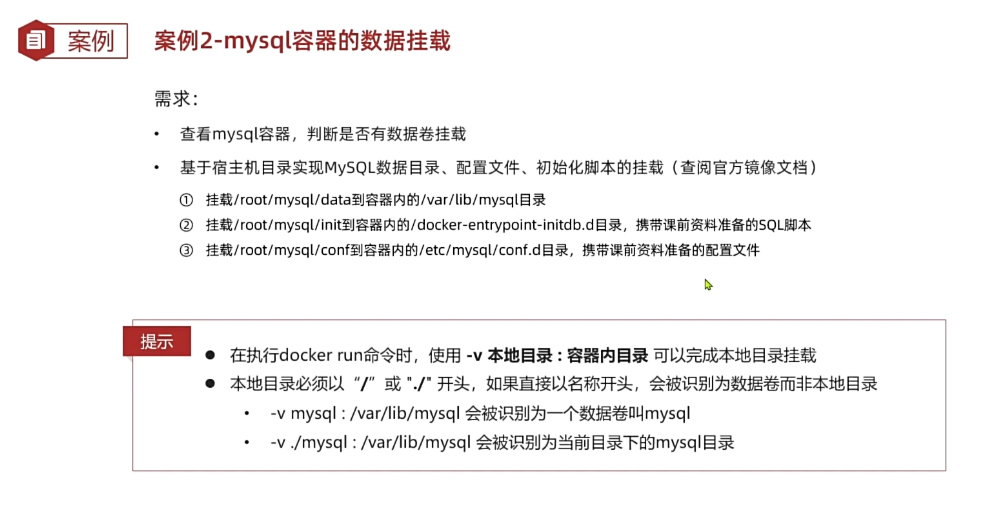 案例
案例2-mysql容器的数据挂载
需求：
• 查看mysql容器，判断是否有数据卷挂载
• 基于宿主机目录实现MySQL数据目录、配置文件、初始化脚本的挂载（查阅官方镜像文档）
① 挂载/root/mysql/data到容器内的/var/lib/mysql目录
② 挂载/root/mysql/init到容器内的/docker-entrypoint-initdb.d目录，携带课前资料准备的SQL脚本
③ 挂载/root/mysql/conf到容器内的/etc/mysql/conf.d目录，携带课前资料准备的配置文件
提示
● 在执行docker run命令时，使用 -v 本地目录 : 容器内目录 可以完成本地目录挂载
● 本地目录必须以“/”或 "./" 开头，如果直接以名称开头，会被识别为数据卷而非本地目录
• -v mysql : /var/lib/mysql 会被识别为一个数据卷叫mysql
• -v ./mysql : /var/lib/mysql 会被识别为当前目录下的mysql目录